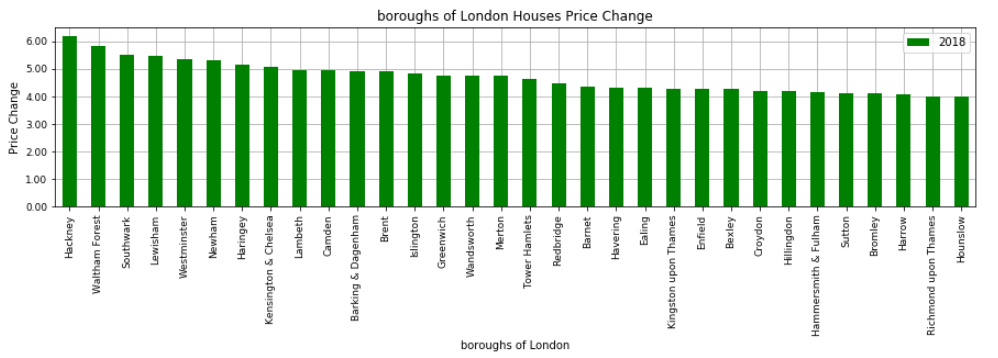 boroughs of London Houses Price Change
2018
Price Change
6.00
5.00
4.00
3.00
2.00
1.00
0.00
Hackney
Waltham Forest
Southwark
Lewisham
Westminster
Newham
Haringey
Kensington & Chelsea
Lambeth
Camden
Barking & Dagenham
Brent
Islington
Greenwich
Wandsworth
Merton
Tower Hamlets
Redbridge
Barnet
Havering
Ealing
Kingston upon Thames
Enfield
Bexley
Croydon
Hillingdon
Hammersmith & Fulham
Sutton
Bromley
Harrow
Richmond upon Thames
Hounslow
boroughs of London